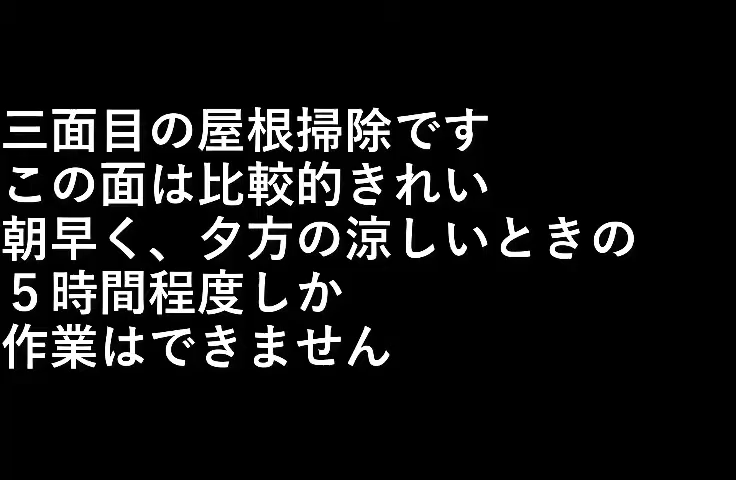 三面目の屋根掃除です
この面は比較的きれい
朝早く、夕方の涼しいときの
５時間程度しか
作業はできません